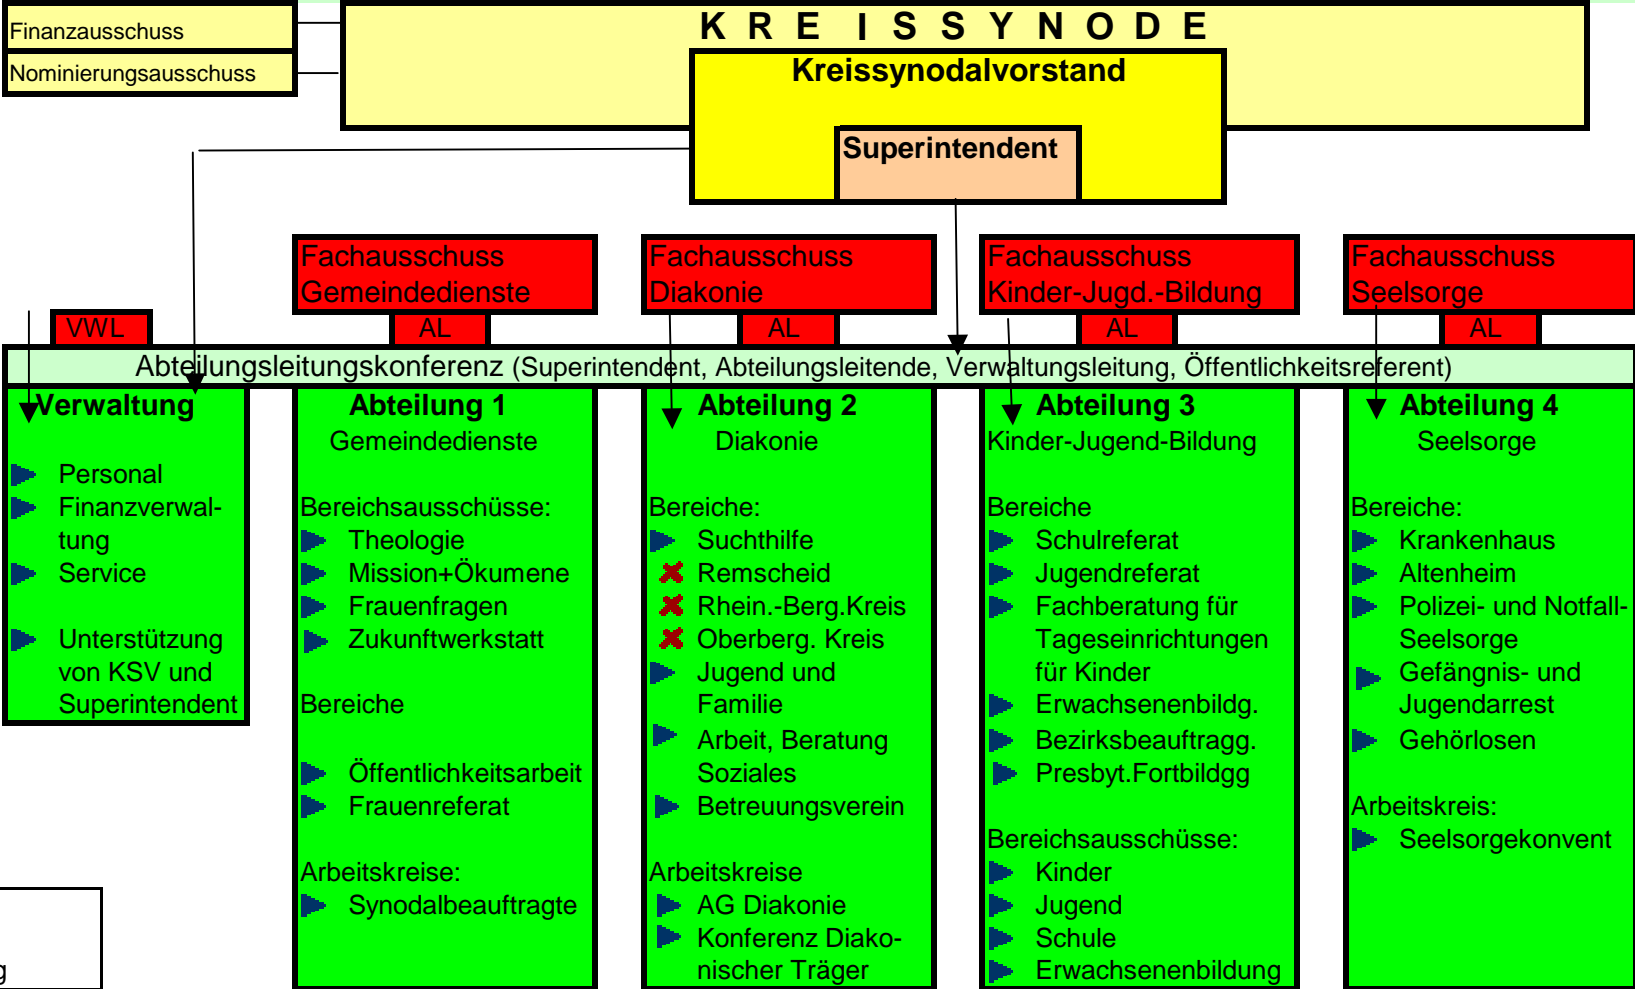 Finanzausschuss
Nominierungsausschuss
K R E I S S Y N O D E
Kreissynodalvorstand
Superintendent
Fachausschuss
Gemeindedienste
Fachausschuss
Diakonie
Fachausschuss
Kinder-Jugd.-Bildung
Fachausschuss
Seelsorge
VWL
AL
AL
AL
AL
Abteilungsleitungskonferenz (Superintendent, Abteilungsleitende, Verwaltungsleitung, Öffentlichkeitsreferent)
Verwaltung
Personal
Finanzverwal-
tung
Service
Unterstützung
von KSV und
Superintendent
Abteilung 1
Gemeindedienste
Bereichsausschüsse:
Theologie
Mission+Ökumene
Frauenfragen
Zukunftwerkstatt
Bereiche
Öffentlichkeitsarbeit
Frauenreferat
Arbeitskreise:
Synodalbeauftragte
Abteilung 2
Diakonie
Bereiche:
Suchthilfe
Remscheid
Rhein.-Berg.Kreis
Oberberg. Kreis
Jugend und
Familie
Arbeit, Beratung
Soziales
Betreuungsverein
Arbeitskreise
AG Diakonie
Konferenz Diako-
nischer Träger
Abteilung 3
Kinder-Jugend-Bildung
Bereiche
Schulreferat
Jugendreferat
Fachberatung für
Tageseinrichtungen
für Kinder
Erwachsenenbildg.
Bezirksbeauftragg.
Presbyt.Fortbildgg
Bereichsausschüsse:
Kinder
Jugend
Schule
Erwachsenenbildung
Abteilung 4
Seelsorge
Bereiche:
Krankenhaus
Altenheim
Polizei- und Notfall-
Seelsorge
Gefängnis- und
Jugendarrest
Gehörlosen
Arbeitskreis:
Seelsorgekonvent